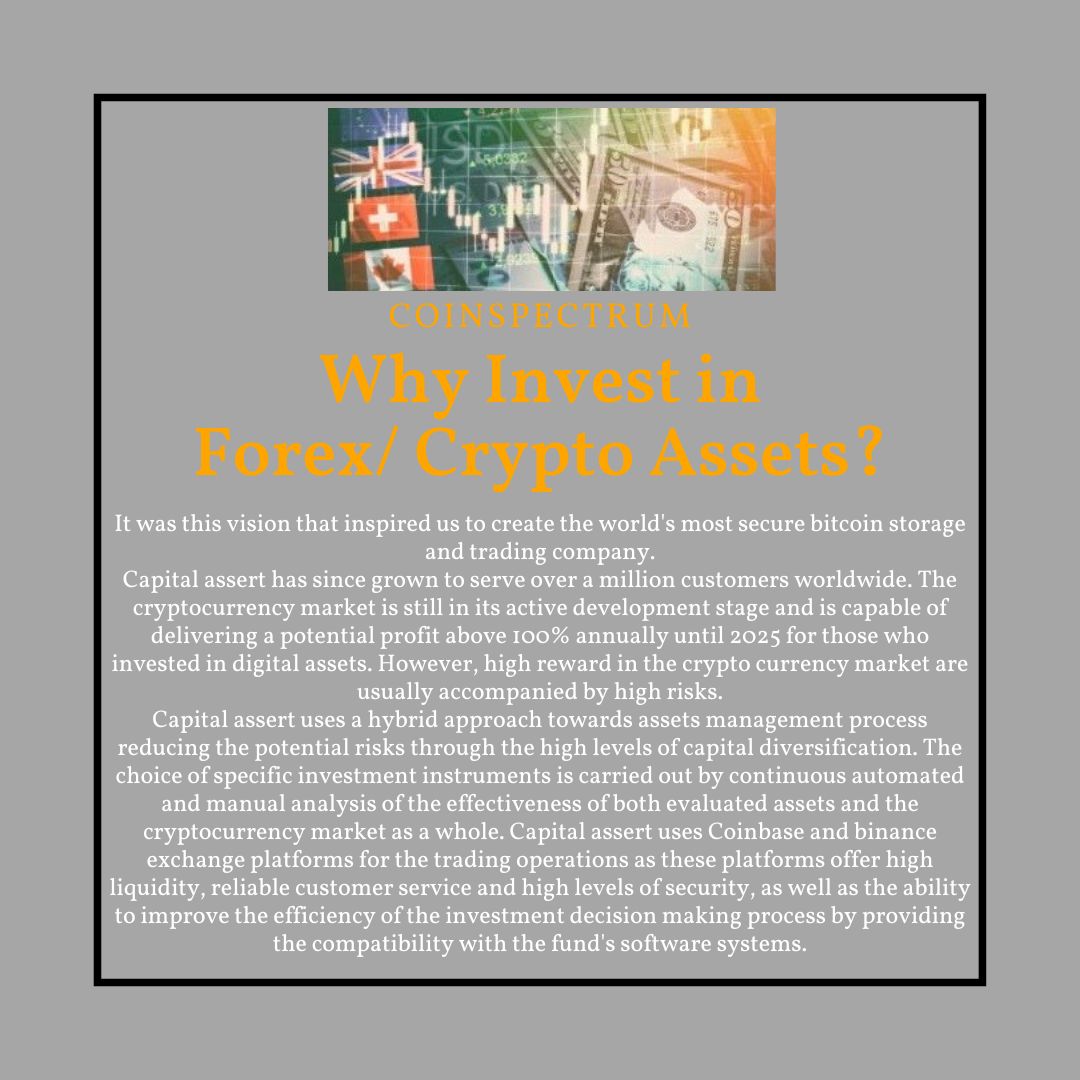 USD
5,0332
COINSPECTRUM
Why Invest in
Forex/ Crypto Assets?
It was this vision that inspired us to create the world's most secure bitcoin storage
and trading company.
Capital assert has since grown to serve over a million customers worldwide. The
cryptocurrency market is still in its active development stage and is capable of
delivering a potential profit above 100% annually until 2025 for those who
invested in digital assets. However, high reward in the crypto currency market are
usually accompanied by high risks.
Capital assert uses a hybrid approach towards assets management process
reducing the potential risks through the high levels of capital diversification. The
choice of specific investment instruments is carried out by continuous automated
and manual analysis of the effectiveness of both evaluated assets and the
cryptocurrency market as a whole. Capital assert uses Coinbase and binance
exchange platforms for the trading operations as these platforms offer high
liquidity, reliable customer service and high levels of security, as well as the ability
to improve the efficiency of the investment decision making process by providing
the compatibility with the fund's software systems.